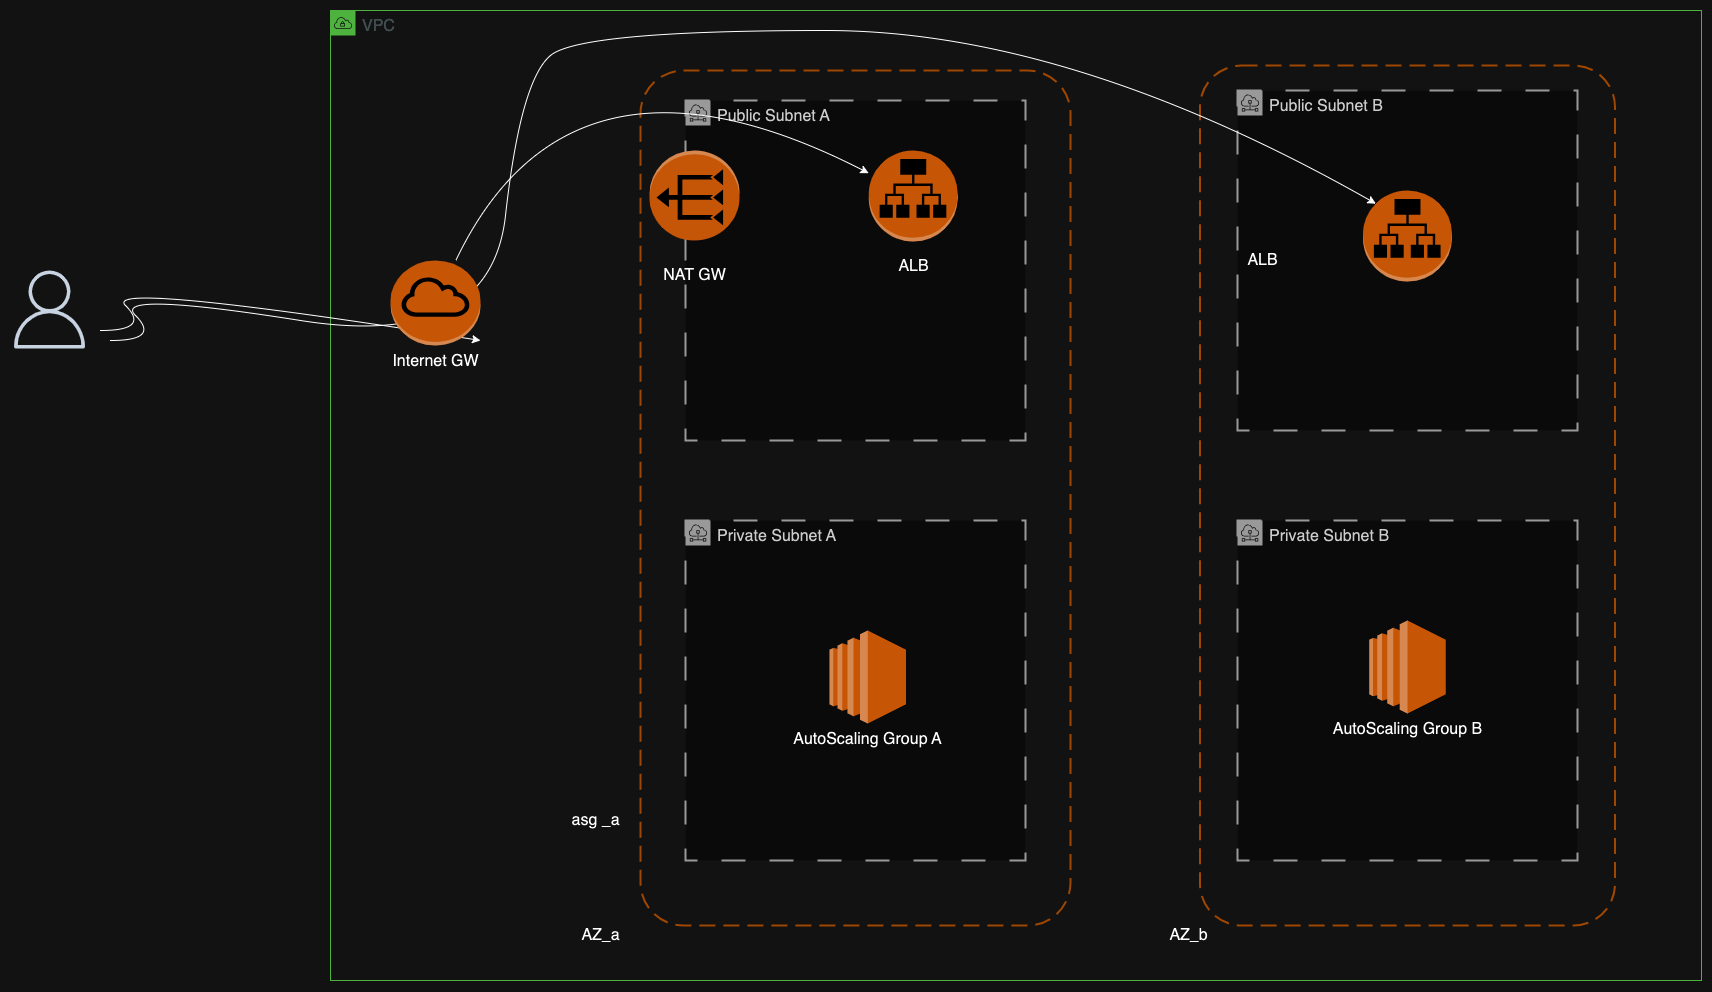 VPC
Public Subnet A
Public Subnet B
NAT GW
ALB
ALB
Internet GW
Private Subnet A
Private Subnet B
AutoScaling Group A
AutoScaling Group B
asg _a
AZ_a
AZ_b